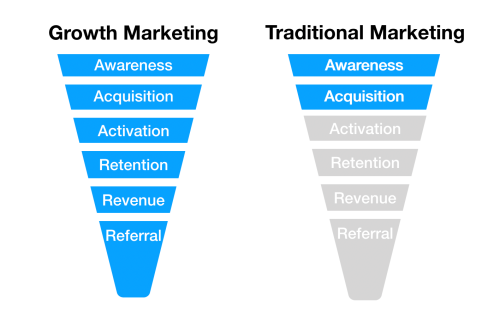 Growth Marketing
Awareness
Acquisition
Activation
Retention
Revenue
Referral
Traditional Marketing
Awareness
Acquisition
Activation
Retention
Revenue
Referral